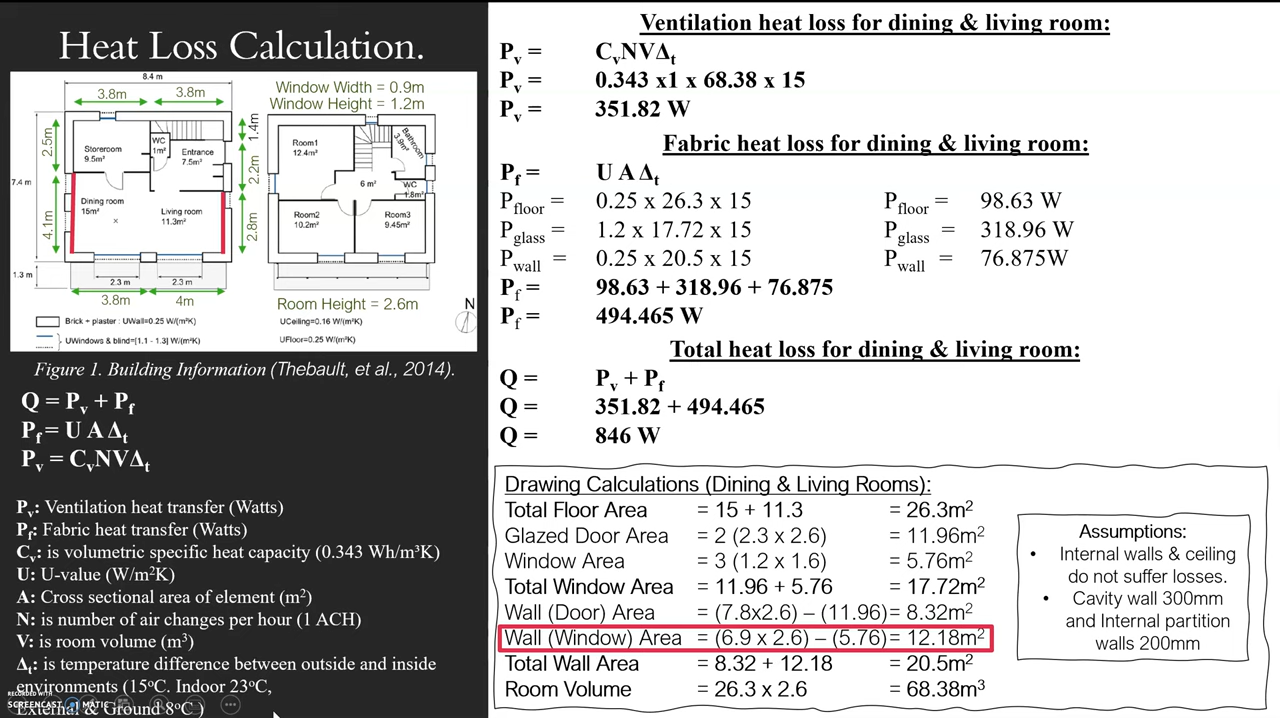 Heat Loss Calculation.
8.4 m
3.8m 3.8m
Window Width = 0.9m
Window Height = 1.2m
2.5m
1.4m
2.2m
7.4 m
4.1m
2.8m
Storeroom
9.5m²
WC
1m²
Entrance
7.5m²
Dining room
15m²
Living room
11.3m²
Room1
12.4m²
Bathroom
3.9m²
6 m²
WC
1.8m²
Room2
10.2m²
Room3
9.45m²
1.3 m
2.3 m 2.3 m
3.8m 4m
Room Height = 2.6m
N
Brick + plaster : UWall=0.25 W/(m²K)
UCeiling=0.16 W/(m²K)
UWindows & blind=[1.1 - 1.3] W/(m²K)
UFloor=0.25 W/(m²K)
Figure 1. Building Information (Thebault, et al., 2014).
Q = Pv + Pf
Pf = U A Δt
Pv = CvNVΔt
Pv: Ventilation heat transfer (Watts)
Pf: Fabric heat transfer (Watts)
Cv: is volumetric specific heat capacity (0.343 Wh/m³K)
U: U-value (W/m²K)
A: Cross sectional area of element (m²)
N: is number of air changes per hour (1 ACH)
V: is room volume (m³)
Δt: is temperature difference between outside and inside
environments (15°C. Indoor 23°C,
External & Ground 8°C )
RECORDED WITH
SCREENCAST MATIC
Ventilation heat loss for dining & living room:
Pv = CvNVΔt
Pv = 0.343 x1 x 68.38 x 15
Pv = 351.82 W
Fabric heat loss for dining & living room:
Pf = U A Δt
Pfloor = 0.25 x 26.3 x 15 Pfloor = 98.63 W
Pglass = 1.2 x 17.72 x 15 Pglass = 318.96 W
Pwall = 0.25 x 20.5 x 15 Pwall = 76.875W
Pf = 98.63 + 318.96 + 76.875
Pf = 494.465 W
Total heat loss for dining & living room:
Q = Pv + Pf
Q = 351.82 + 494.465
Q = 846 W
Drawing Calculations (Dining & Living Rooms):
Total Floor Area = 15 + 11.3 = 26.3m²
Glazed Door Area = 2 (2.3 x 2.6) = 11.96m²
Window Area = 3 (1.2 x 1.6) = 5.76m²
Total Window Area = 11.96 + 5.76 = 17.72m²
Wall (Door) Area = (7.8x2.6) – (11.96) = 8.32m²
Wall (Window) Area = (6.9 x 2.6) – (5.76) = 12.18m²
Total Wall Area = 8.32 + 12.18 = 20.5m²
Room Volume = 26.3 x 2.6 = 68.38m³
Assumptions:
• Internal walls & ceiling
do not suffer losses.
• Cavity wall 300mm
and Internal partition
walls 200mm